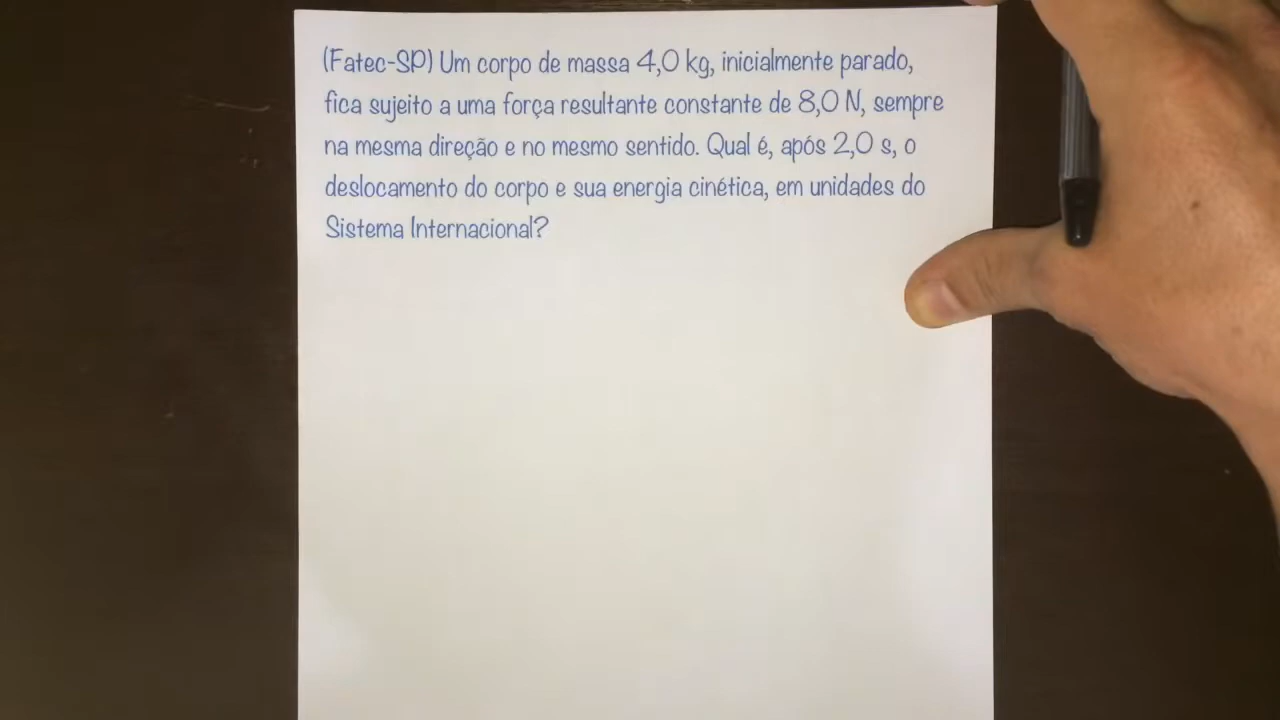 (Fatec-SP) Um corpo de massa 4,0 kg, inicialmente parado,
fica sujeito a uma força resultante constante de 8,0 N, sempre
na mesma direção e no mesmo sentido. Qual é, após 2,0 s, o
deslocamento do corpo e sua energia cinética, em unidades do
Sistema Internacional?